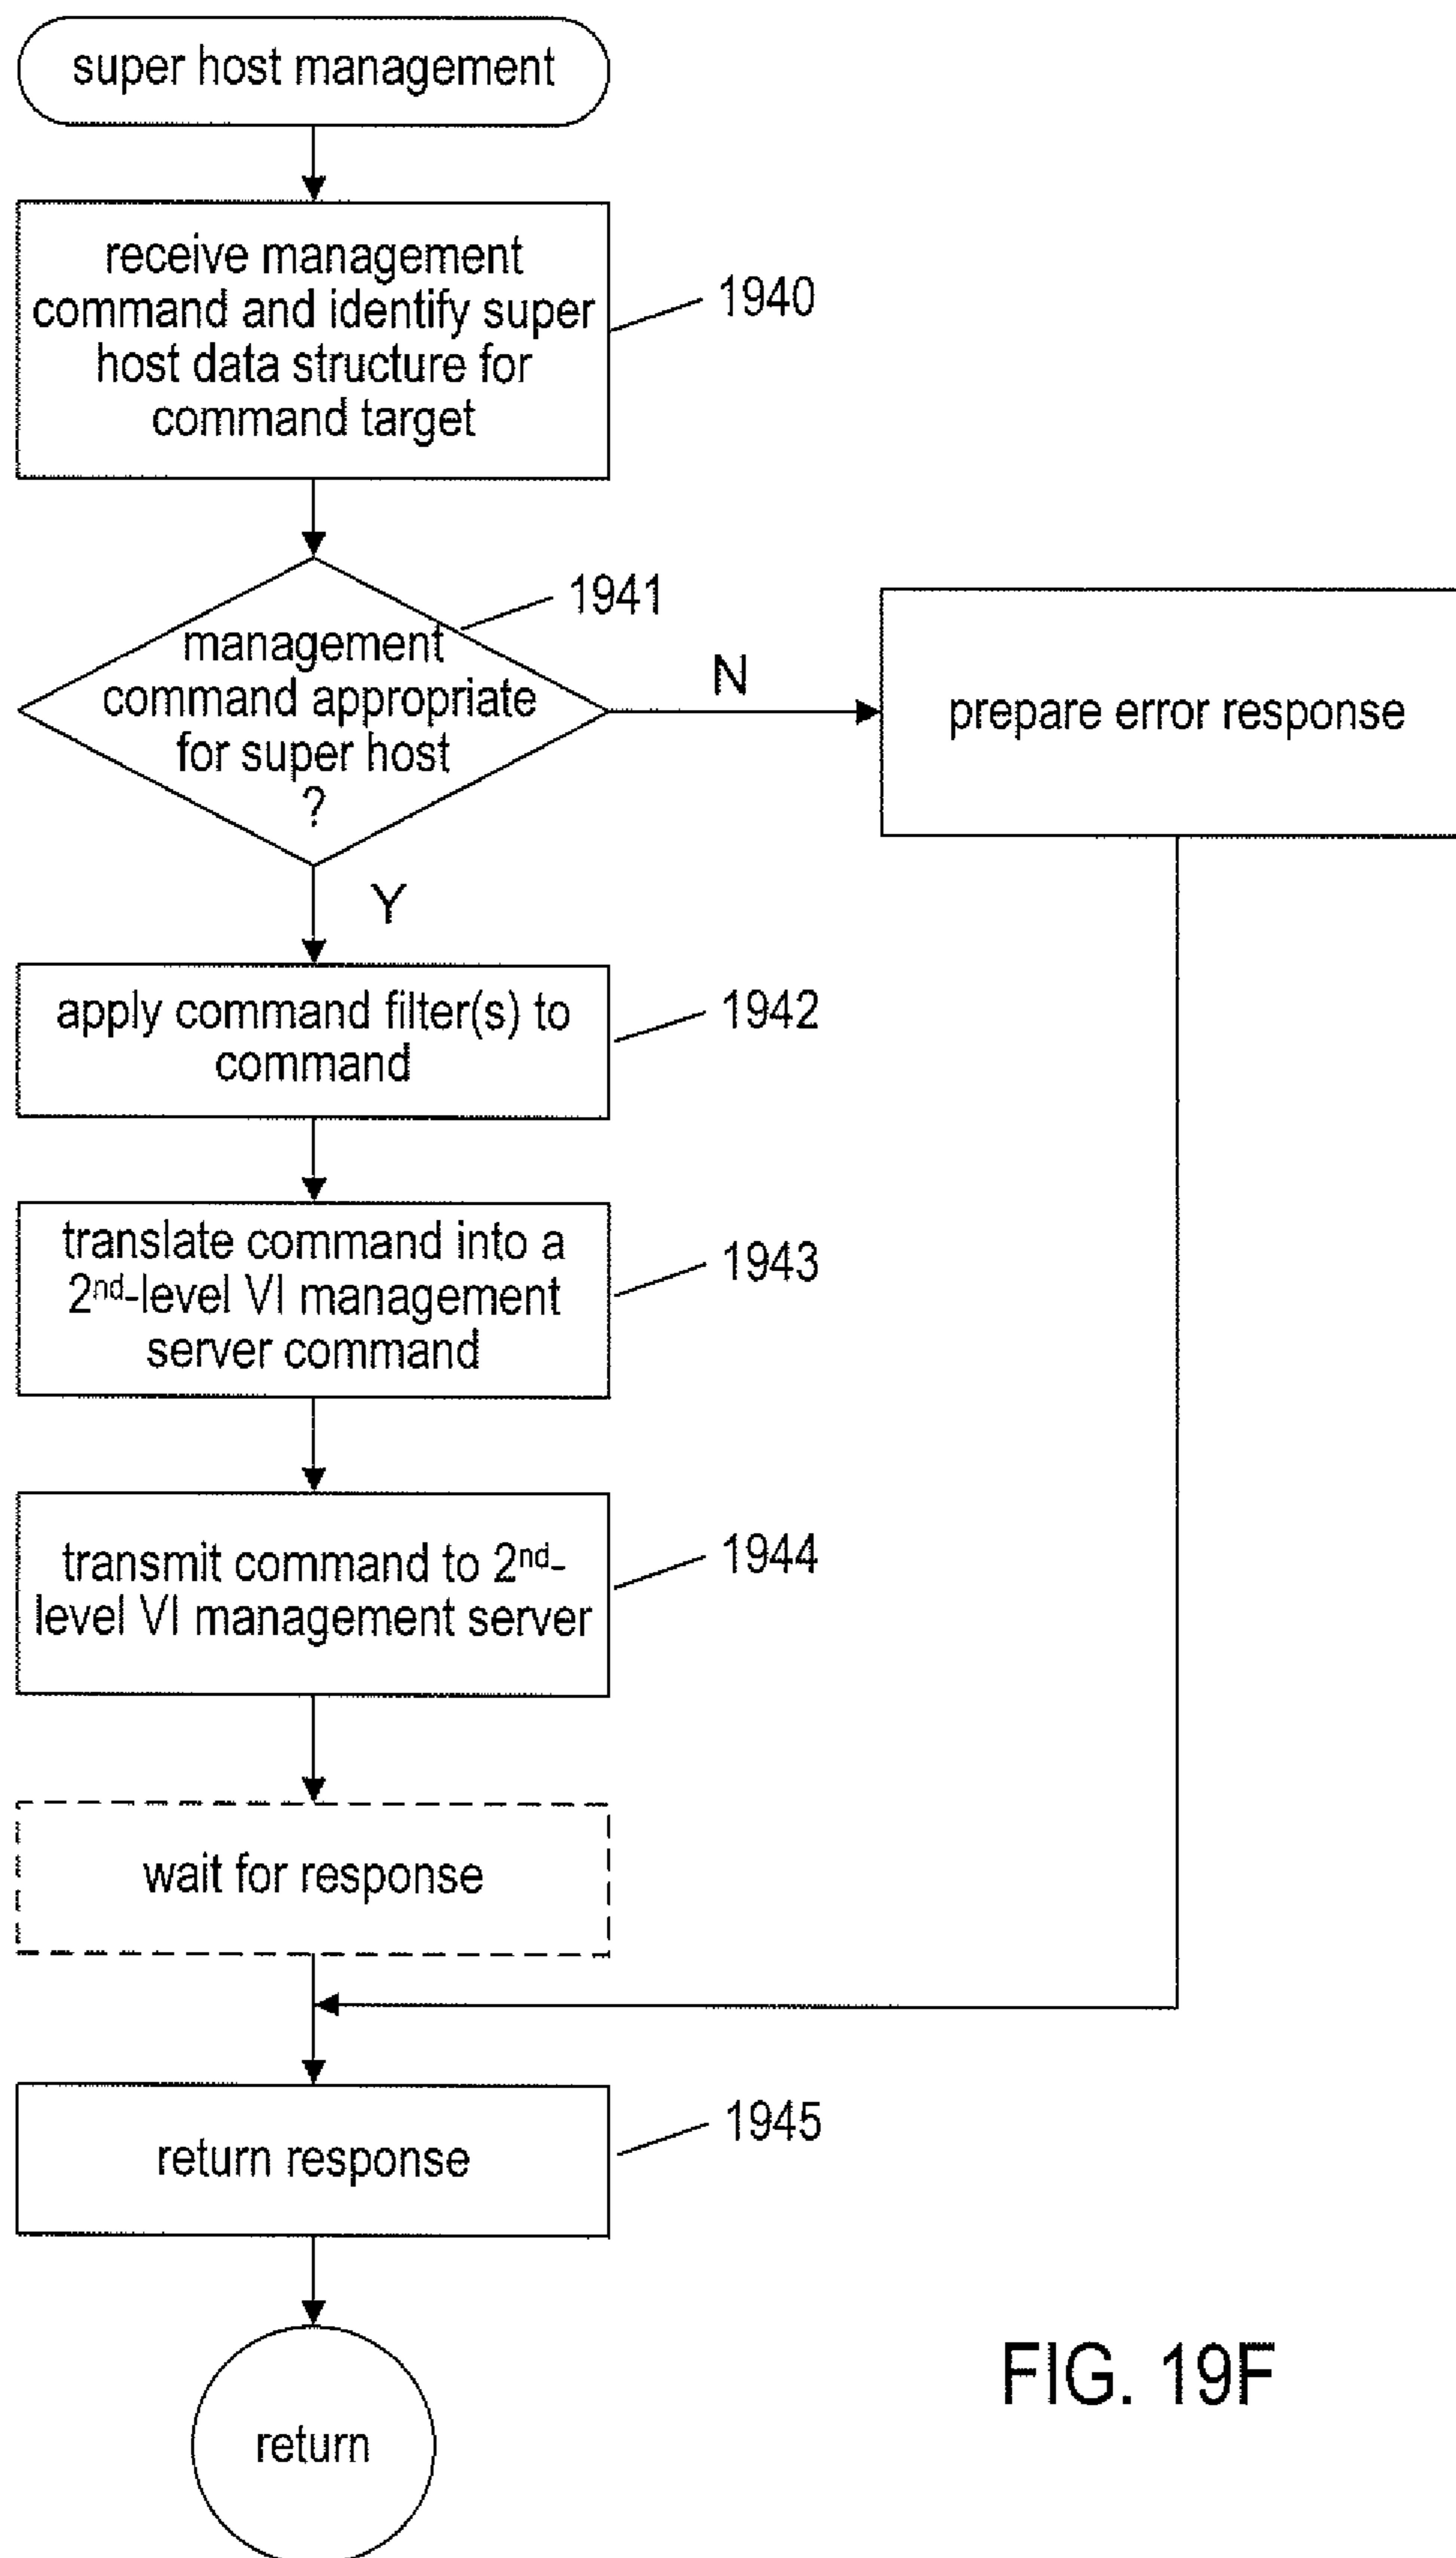 super host management
receive management
command and identify super
host data structure for
command target
1940
1941
management
command appropriate
for super host
?
N
prepare error response
Y
apply command filter(s) to
command
1942
translate command into a
2nd-level VI management
server command
1943
transmit command to 2nd-
level VI management server
1944
wait for response
return response
1945
return
FIG. 19F